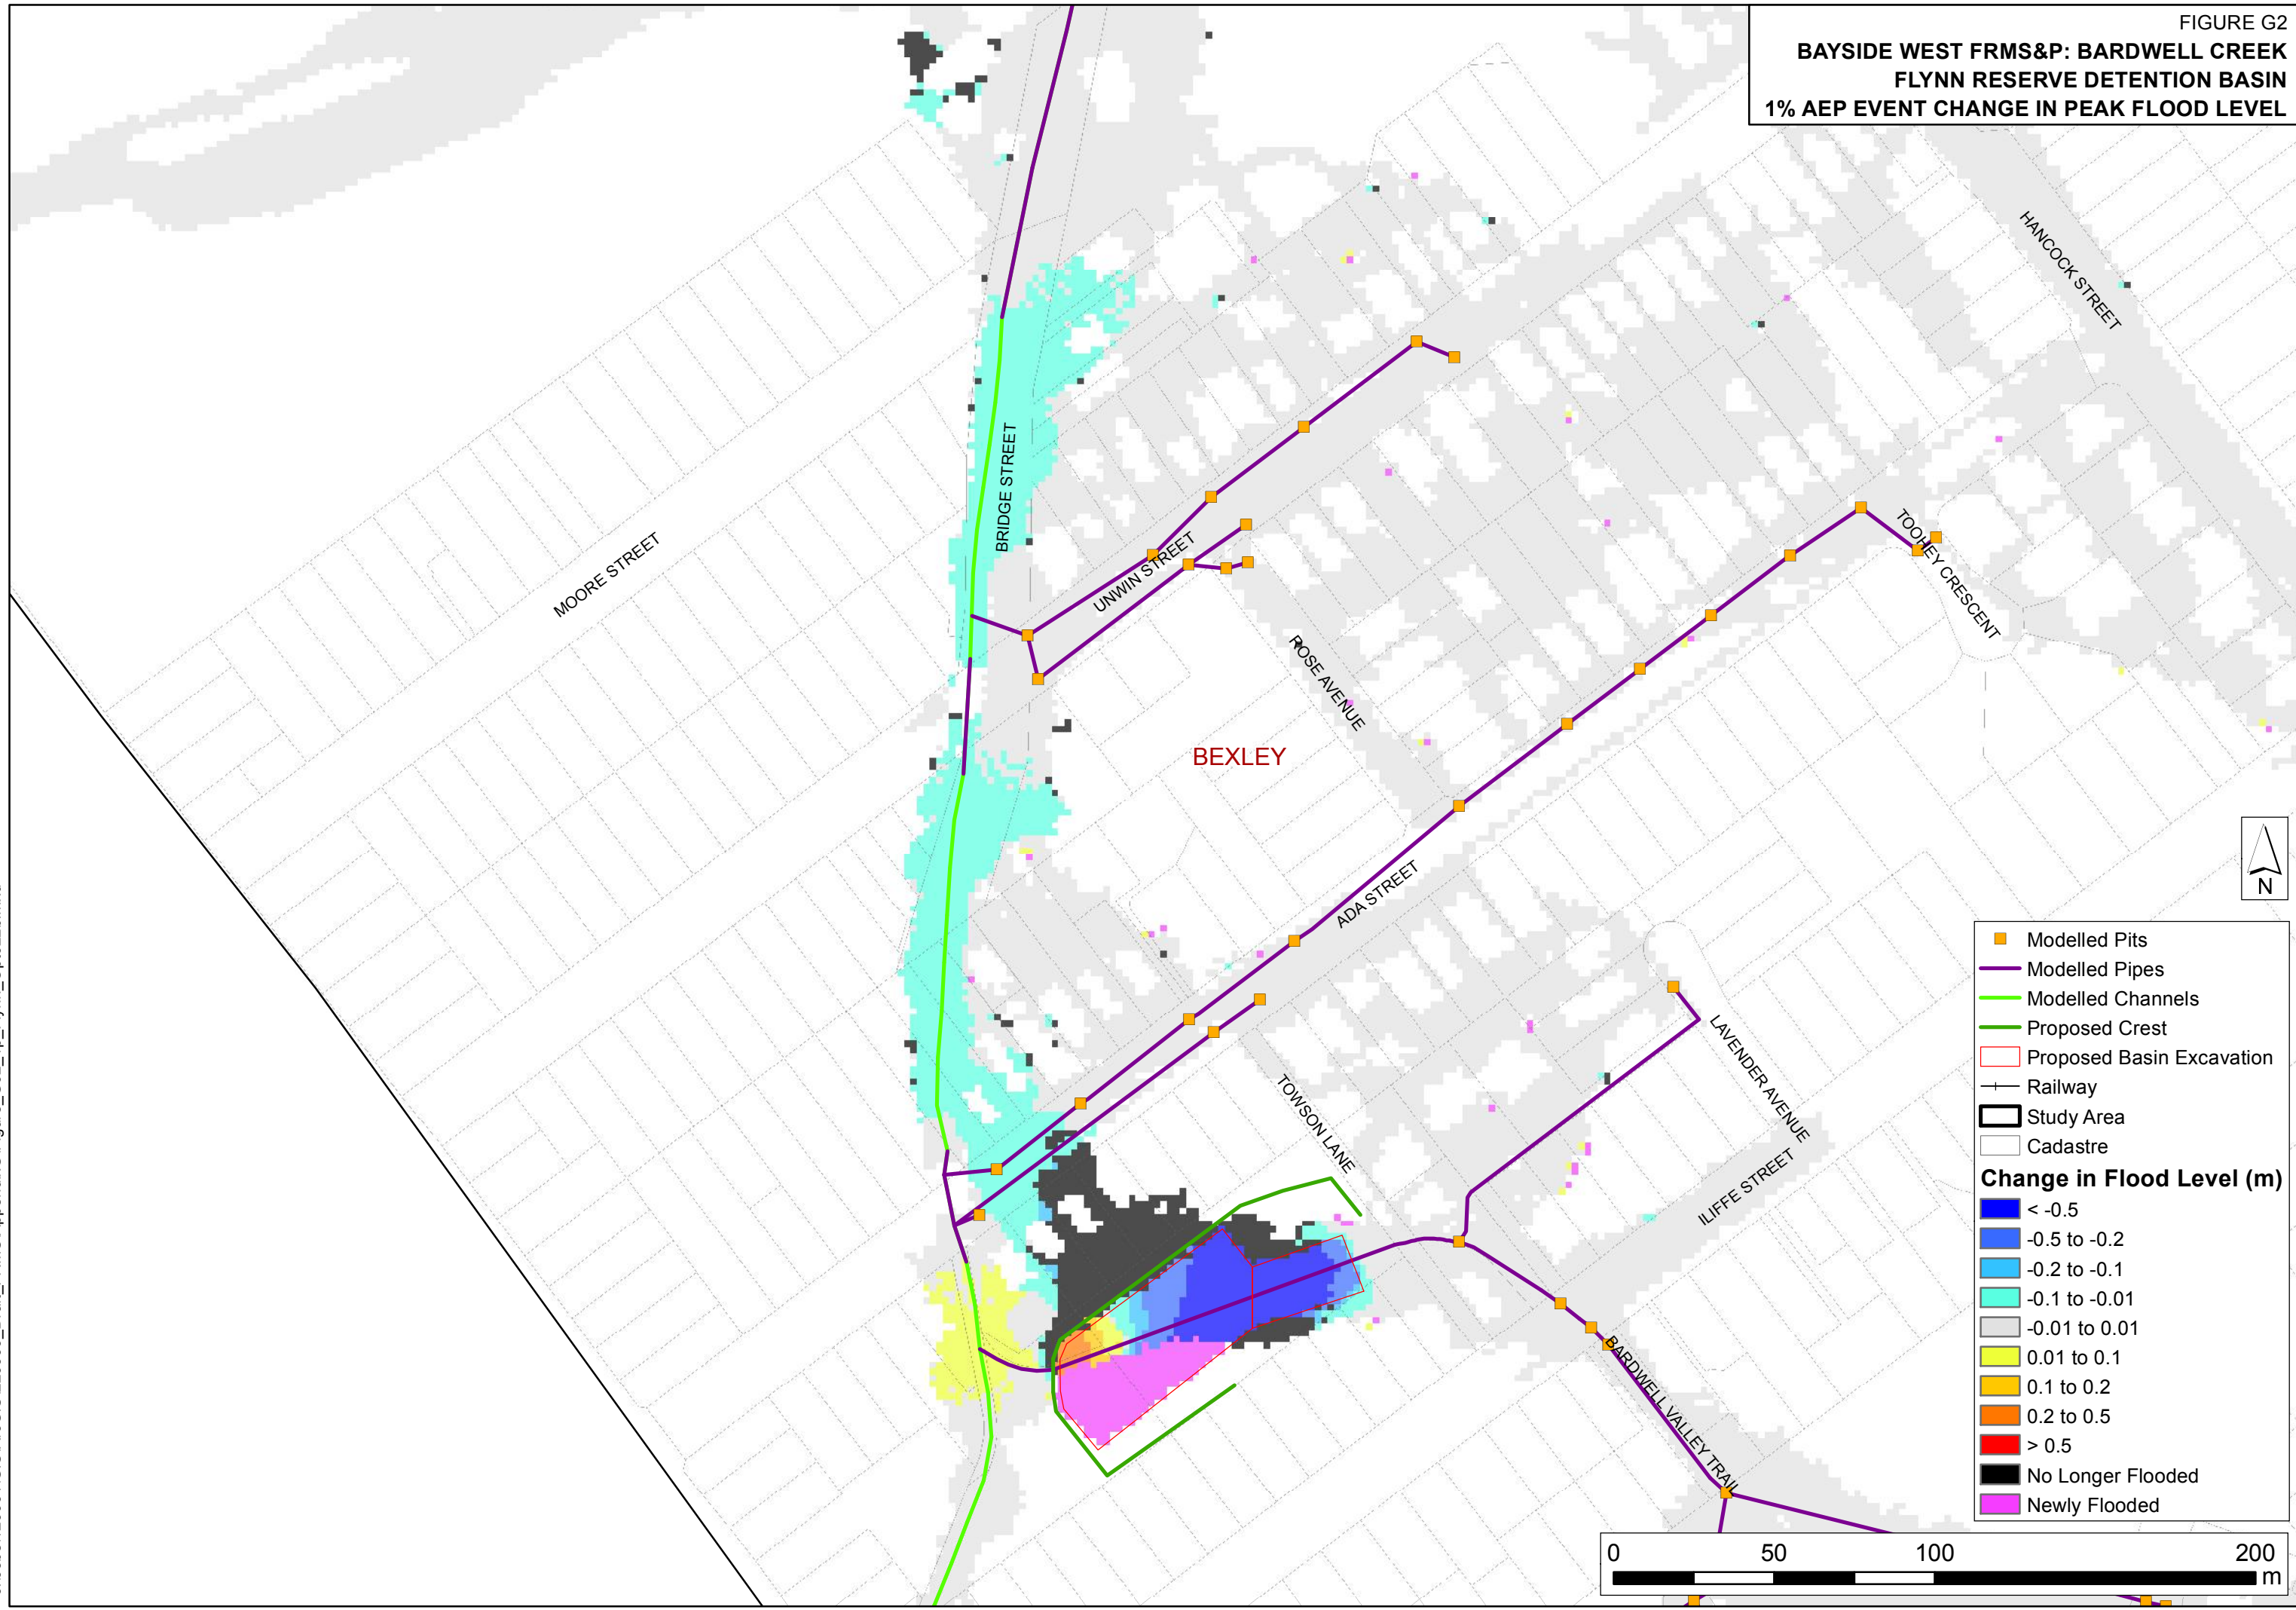 FIGURE G2
BAYSIDE WEST FRMS&P: BARDWELL CREEK
FLYNN RESERVE DETENTION BASIN
1% AEP EVENT CHANGE IN PEAK FLOOD LEVEL
HANCOCK STREET
BRIDGE STREET
MOORE STREET
UNWIN STREET
TOOHEY CRESCENT
ROSE AVENUE
BEXLEY
ADA STREET
LAVENDER AVENUE
TOWSON LANE
ILIFFE STREET
BARDWELL VALLEY TRAIL
N
Modelled Pits
Modelled Pipes
Modelled Channels
Proposed Crest
Proposed Basin Excavation
Railway
Study Area
Cadastre
Change in Flood Level (m)
< -0.5
-0.5 to -0.2
-0.2 to -0.1
-0.1 to -0.01
-0.01 to 0.01
0.01 to 0.1
0.1 to 0.2
0.2 to 0.5
> 0.5
No Longer Flooded
Newly Flooded
0 50 100 200
m